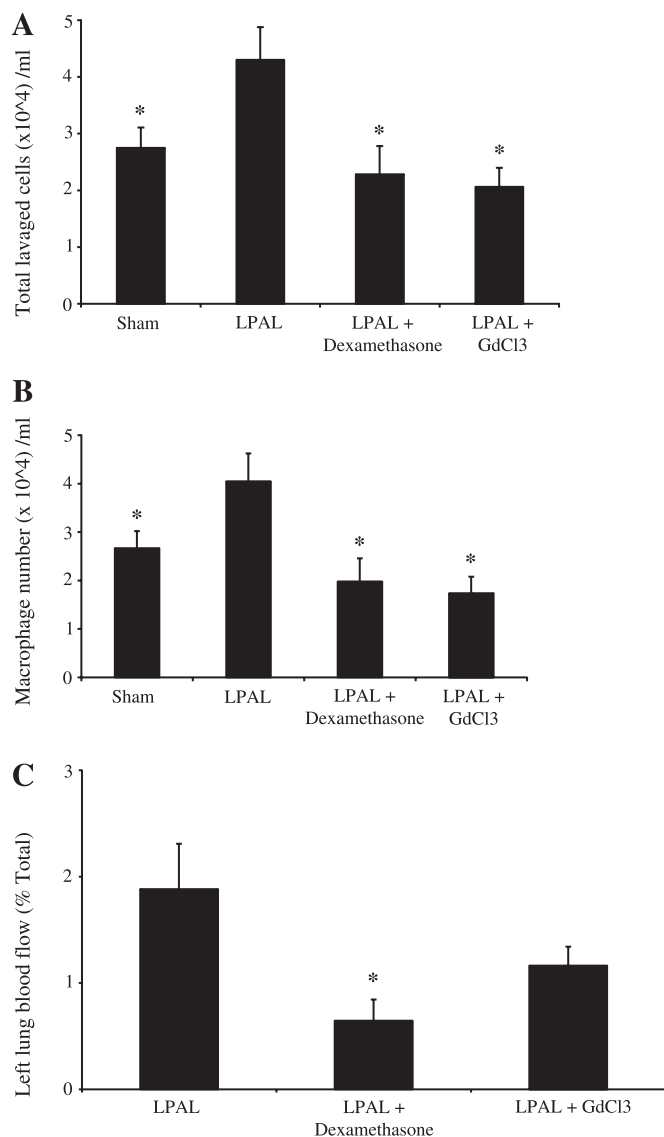 A
Total lavaged cells (x10^4) /ml
5
4
3
2
1
0
*
*
*
Sham
LPAL
LPAL +
Dexamethasone
LPAL +
GdCl3
B
Macrophage number (x 10^4) /ml
5
4
3
2
1
0
*
*
*
Sham
LPAL
LPAL +
Dexamethasone
LPAL +
GdCl3
C
Left lung blood flow (% Total)
3
2
1
0
*
LPAL
LPAL +
Dexamethasone
LPAL + GdCl3